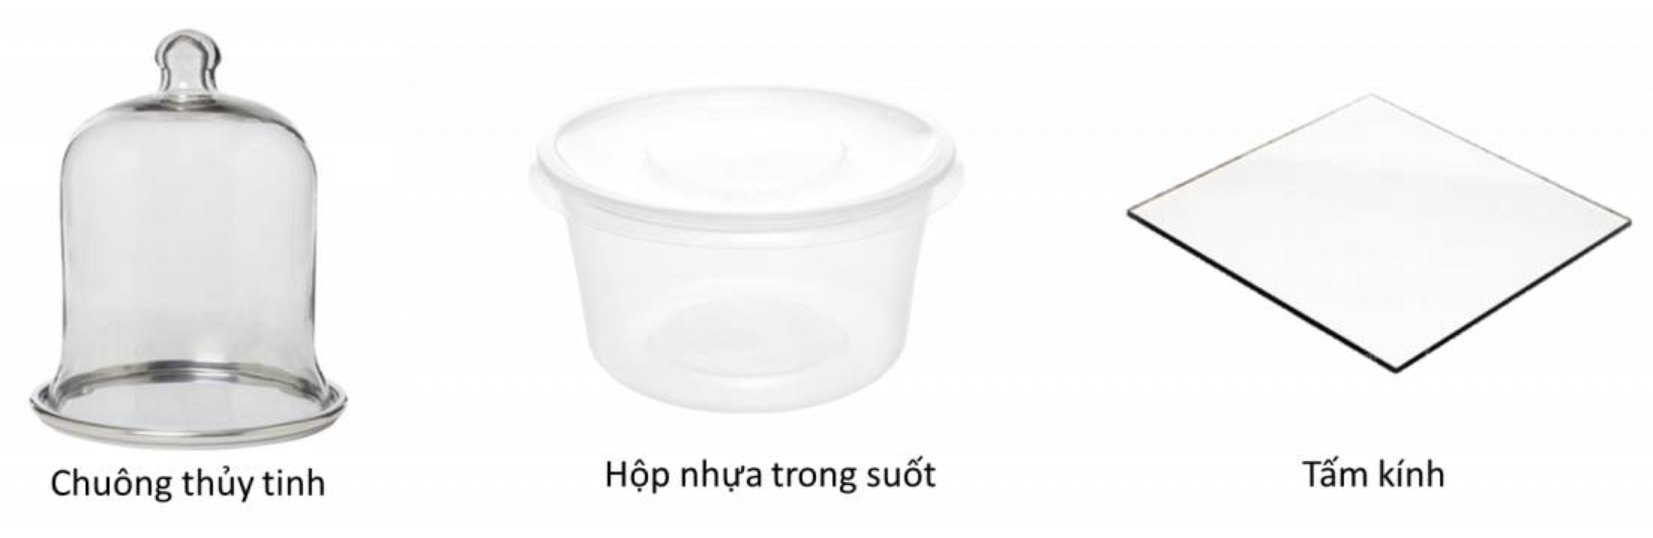 Chuông thủy tinh
Hộp nhựa trong suốt
Tấm kính